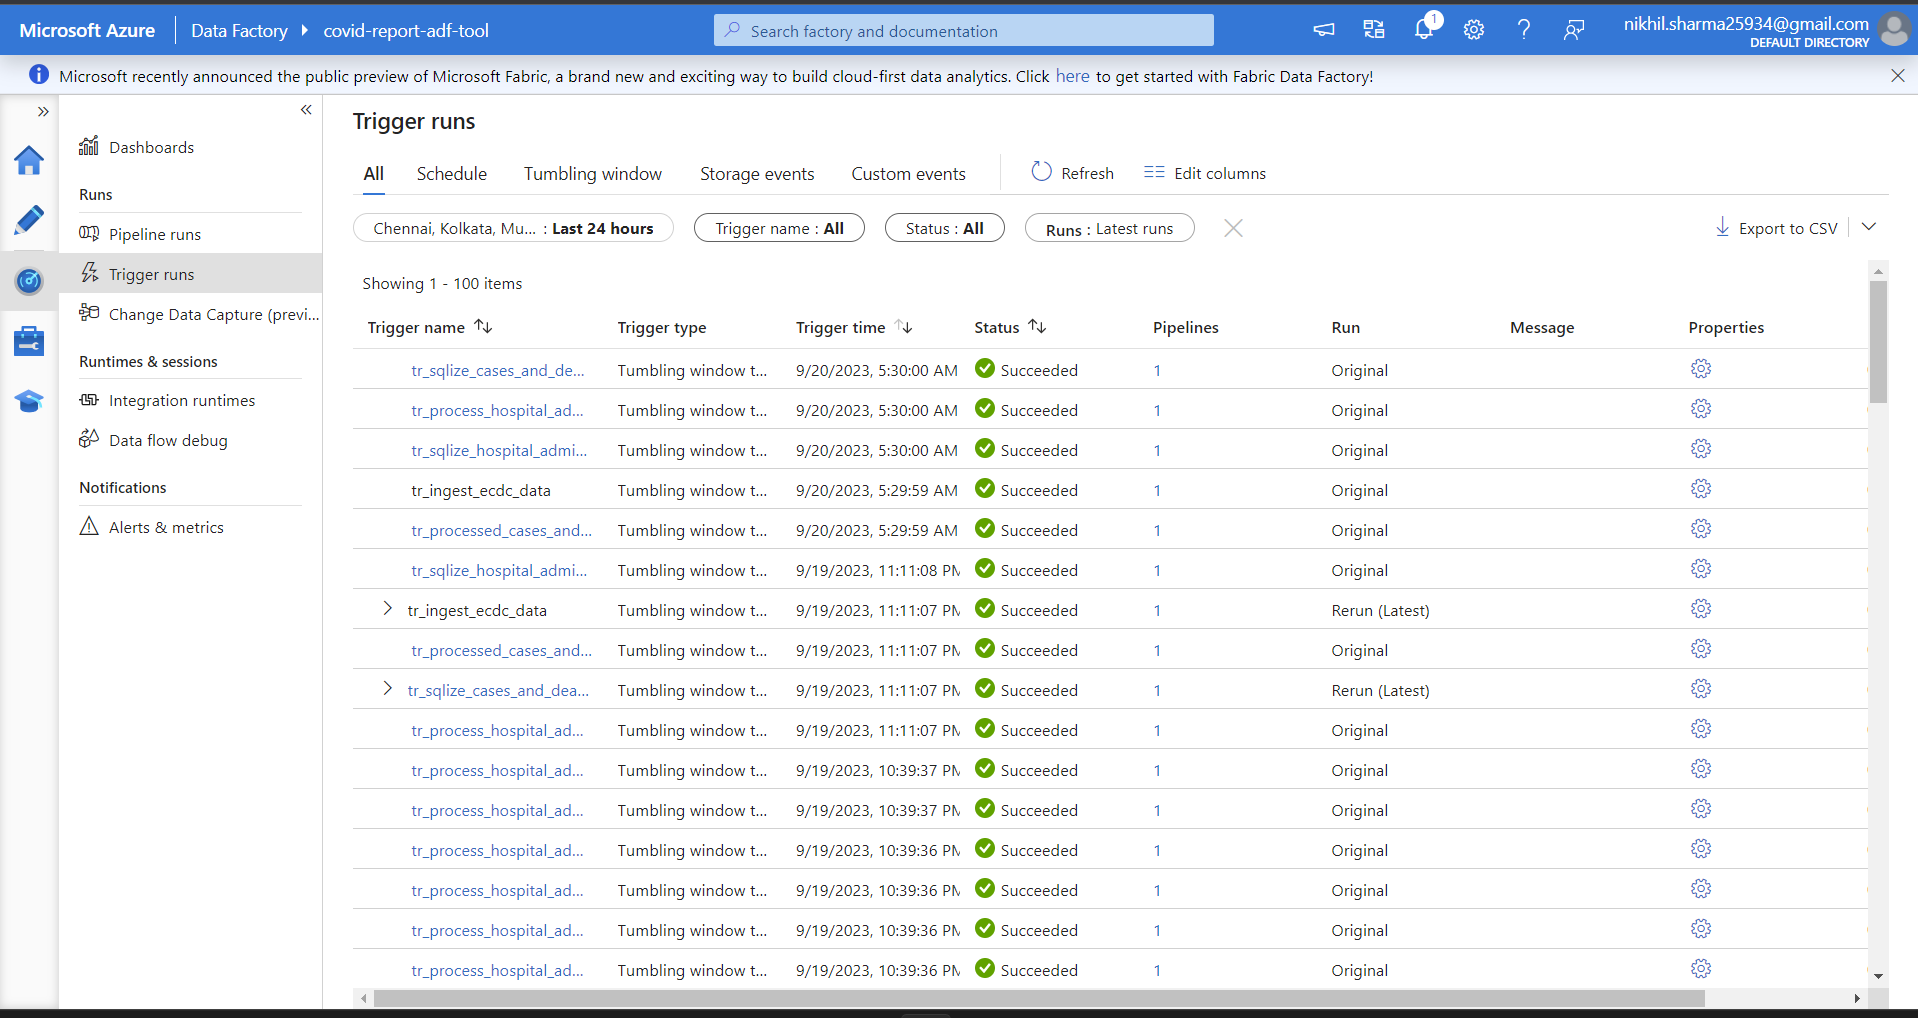 Microsoft Azure Data Factory covid-report-adf-tool Search factory and documentation 1 nikhil.sharma25934@gmail.com
DEFAULT DIRECTORY
Microsoft recently announced the public preview of Microsoft Fabric, a brand new and exciting way to build cloud-first data analytics. Click here to get started with Fabric Data Factory!
Dashboards
Runs
Pipeline runs
Trigger runs
Change Data Capture (previ...
Runtimes & sessions
Integration runtimes
Data flow debug
Notifications
Alerts & metrics
Trigger runs
All Schedule Tumbling window Storage events Custom events Refresh Edit columns
Chennai, Kolkata, Mu... : Last 24 hours Trigger name : All Status : All Runs : Latest runs Export to CSV
Showing 1 - 100 items
Trigger name Trigger type Trigger time Status Pipelines Run Message Properties
tr_sqlize_cases_and_de... Tumbling window t... 9/20/2023, 5:30:00 AM Succeeded 1 Original
tr_process_hospital_ad... Tumbling window t... 9/20/2023, 5:30:00 AM Succeeded 1 Original
tr_sqlize_hospital_admi... Tumbling window t... 9/20/2023, 5:30:00 AM Succeeded 1 Original
tr_ingest_ecdc_data Tumbling window t... 9/20/2023, 5:29:59 AM Succeeded 1 Original
tr_processed_cases_and... Tumbling window t... 9/20/2023, 5:29:59 AM Succeeded 1 Original
tr_sqlize_hospital_admi... Tumbling window t... 9/19/2023, 11:11:08 PM Succeeded 1 Original
tr_ingest_ecdc_data Tumbling window t... 9/19/2023, 11:11:07 PM Succeeded 1 Rerun (Latest)
tr_processed_cases_and... Tumbling window t... 9/19/2023, 11:11:07 PM Succeeded 1 Original
tr_sqlize_cases_and_dea... Tumbling window t... 9/19/2023, 11:11:07 PM Succeeded 1 Rerun (Latest)
tr_process_hospital_ad... Tumbling window t... 9/19/2023, 11:11:07 PM Succeeded 1 Original
tr_process_hospital_ad... Tumbling window t... 9/19/2023, 10:39:37 PM Succeeded 1 Original
tr_process_hospital_ad... Tumbling window t... 9/19/2023, 10:39:37 PM Succeeded 1 Original
tr_process_hospital_ad... Tumbling window t... 9/19/2023, 10:39:36 PM Succeeded 1 Original
tr_process_hospital_ad... Tumbling window t... 9/19/2023, 10:39:36 PM Succeeded 1 Original
tr_process_hospital_ad... Tumbling window t... 9/19/2023, 10:39:36 PM Succeeded 1 Original
tr_process_hospital_ad... Tumbling window t... 9/19/2023, 10:39:36 PM Succeeded 1 Original